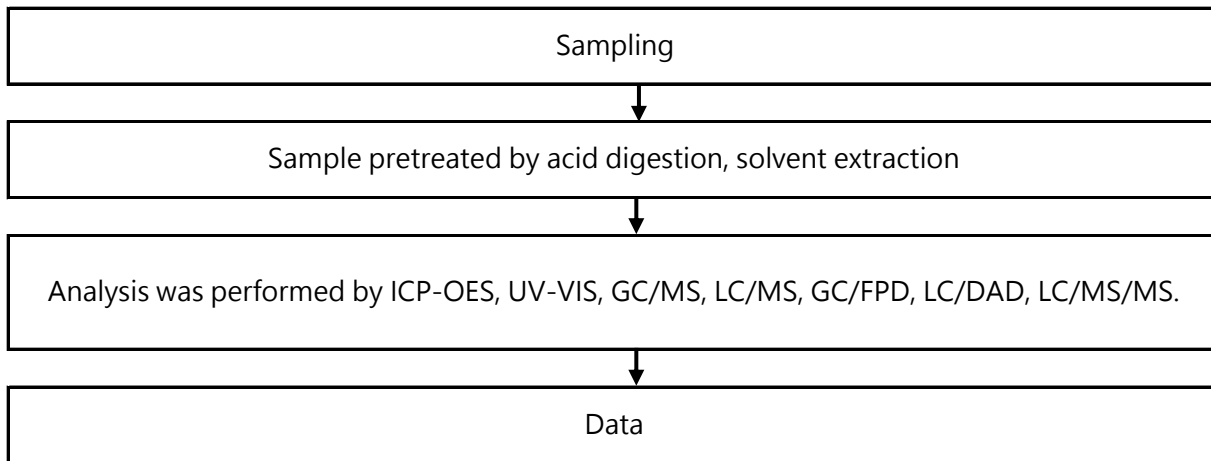 Sampling
Sample pretreated by acid digestion, solvent extraction
Analysis was performed by ICP-OES, UV-VIS, GC/MS, LC/MS, GC/FPD, LC/DAD, LC/MS/MS.
Data